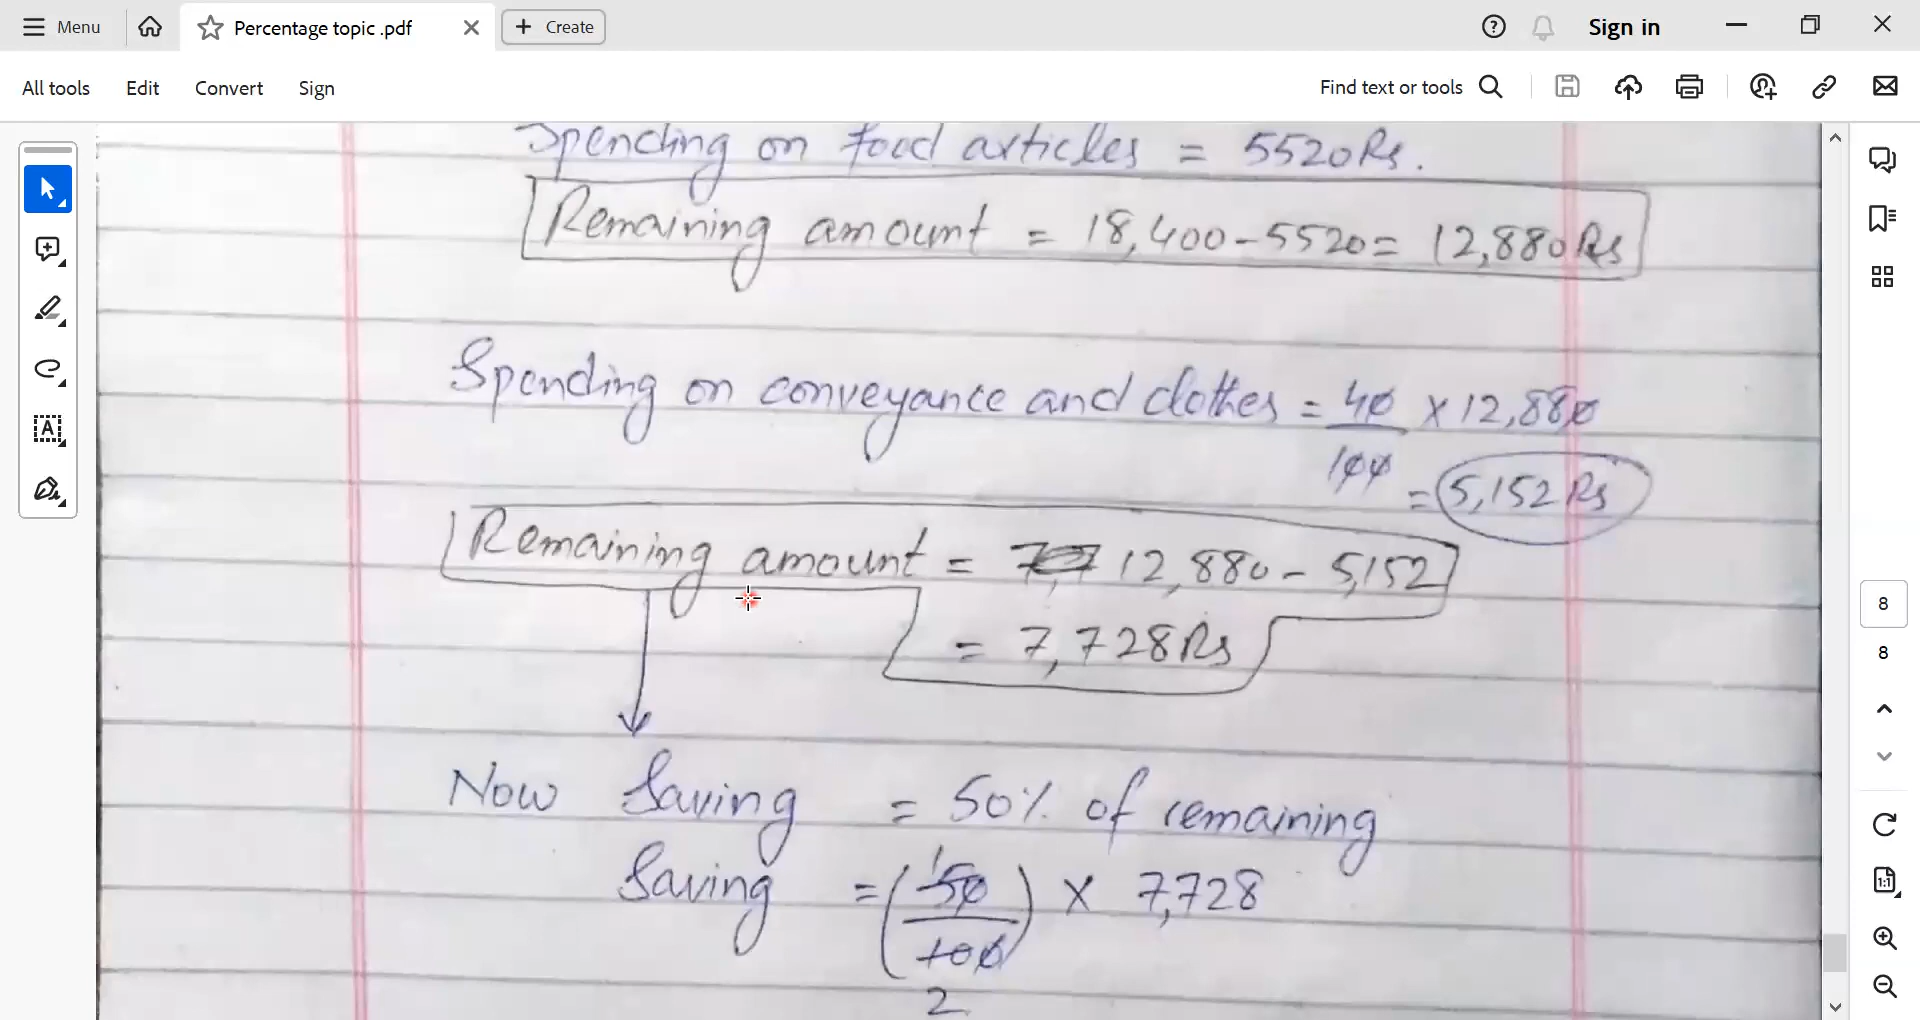 Menu
Percentage topic .pdf
Create
Sign in
All tools
Edit
Convert
Sign
Find text or tools
Spending on food articles = 5520Rs.
Remaining amount = 18,400-5520= 12,880Rs
Spending on conveyance and clothes = 40 x 12,880
100
= 5,152 Rs
Remaining amount = 12,880 - 5,152
= 7,728Rs
Now Saving = 50% of remaining
Saving = (50/100) x 7,728
1
2
8
8
1:1